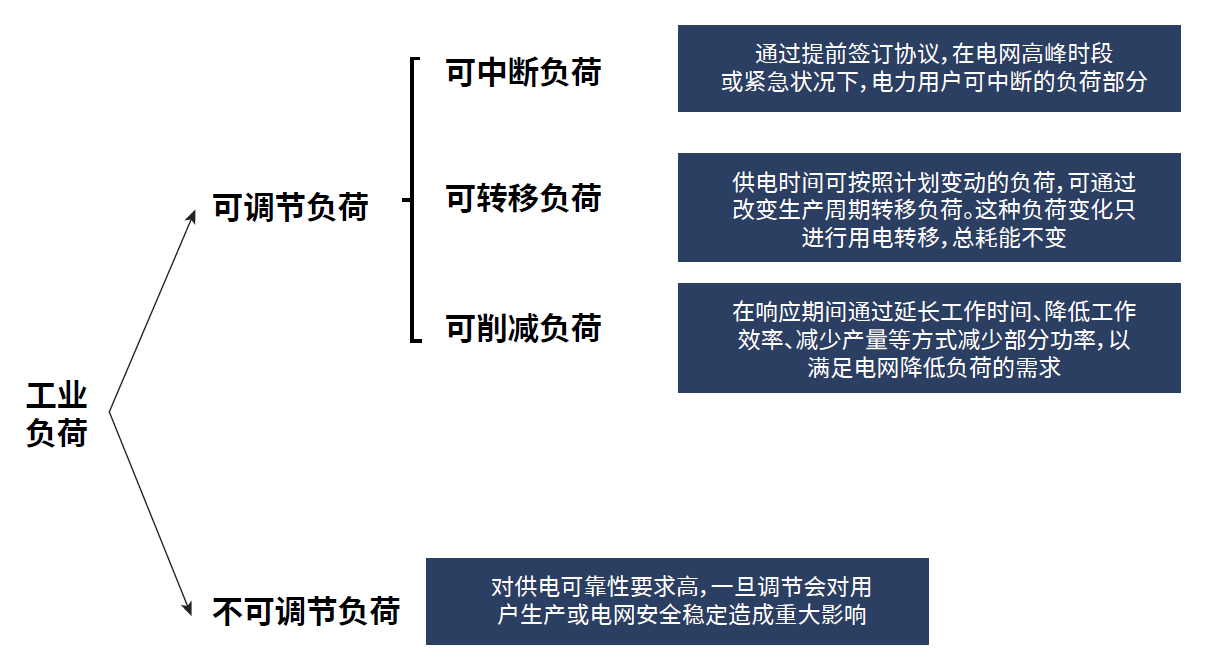 可中断负荷
通过提前签订协议，在电网高峰时段
或紧急状况下，电力用户可中断的负荷部分
可调节负荷
可转移负荷
供电时间可按照计划变动的负荷，可通过
改变生产周期转移负荷。这种负荷变化只
进行用电转移，总耗能不变
可削减负荷
在响应期间通过延长工作时间、降低工作
效率、减少产量等方式减少部分功率，以
满足电网降低负荷的需求
工业
负荷
不可调节负荷
对供电可靠性要求高，一旦调节会对用
户生产或电网安全稳定造成重大影响